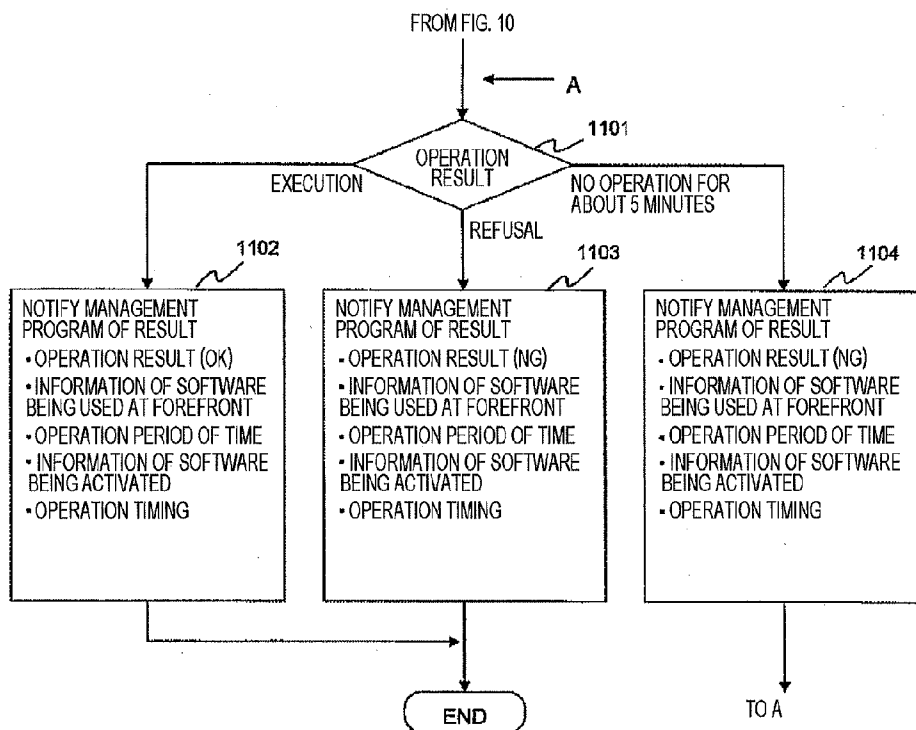 FROM FIG. 10
A
1101
OPERATION
RESULT
EXECUTION
NO OPERATION FOR
ABOUT 5 MINUTES
REFUSAL
1102
NOTIFY MANAGEMENT
PROGRAM OF RESULT
▪ OPERATION RESULT (OK)
▪ INFORMATION OF SOFTWARE
BEING USED AT FOREFRONT
▪ OPERATION PERIOD OF TIME
▪ INFORMATION OF SOFTWARE
BEING ACTIVATED
▪ OPERATION TIMING
1103
NOTIFY MANAGEMENT
PROGRAM OF RESULT
▪ OPERATION RESULT (NG)
▪ INFORMATION OF SOFTWARE
BEING USED AT FOREFRONT
▪ OPERATION PERIOD OF TIME
▪ INFORMATION OF SOFTWARE
BEING ACTIVATED
▪ OPERATION TIMING
1104
NOTIFY MANAGEMENT
PROGRAM OF RESULT
▪ OPERATION RESULT (NG)
▪ INFORMATION OF SOFTWARE
BEING USED AT FOREFRONT
▪ OPERATION PERIOD OF TIME
▪ INFORMATION OF SOFTWARE
BEING ACTIVATED
▪ OPERATION TIMING
END
TO A